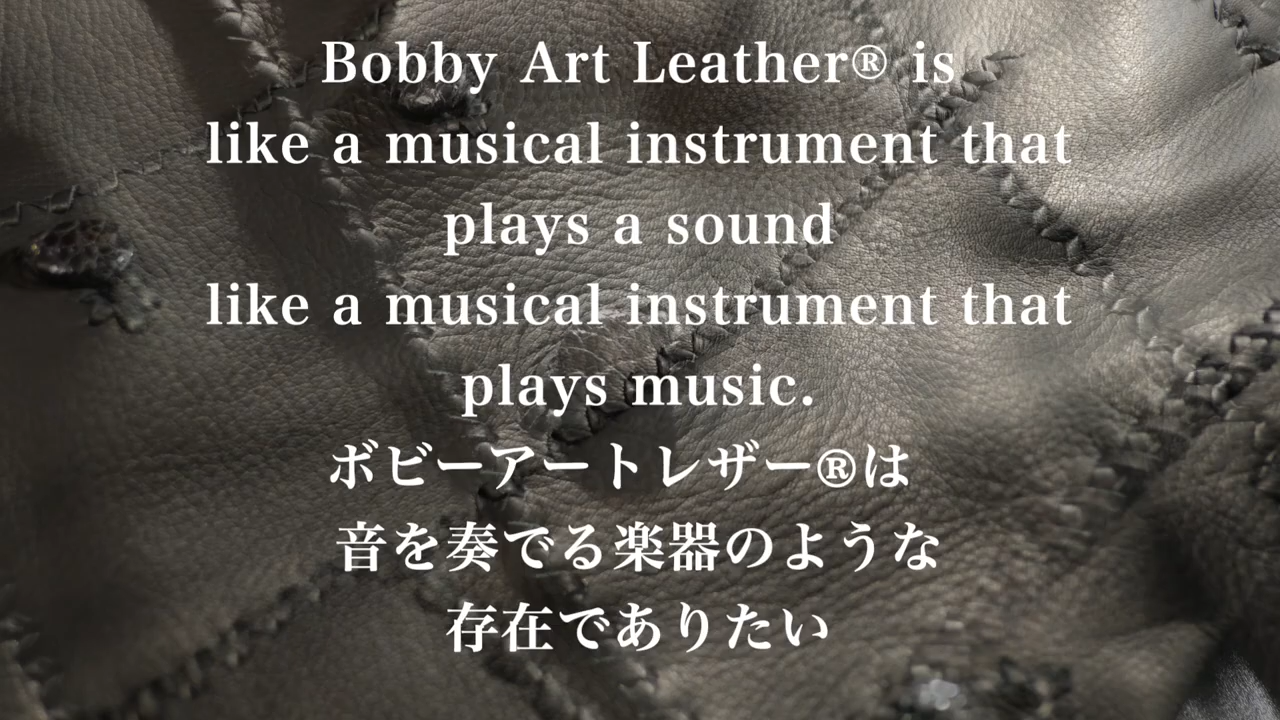 Bobby Art Leather® is
like a musical instrument that
plays a sound
like a musical instrument that
plays music.
ボビーアートレザー®は
音を奏でる楽器のような
存在でありたい